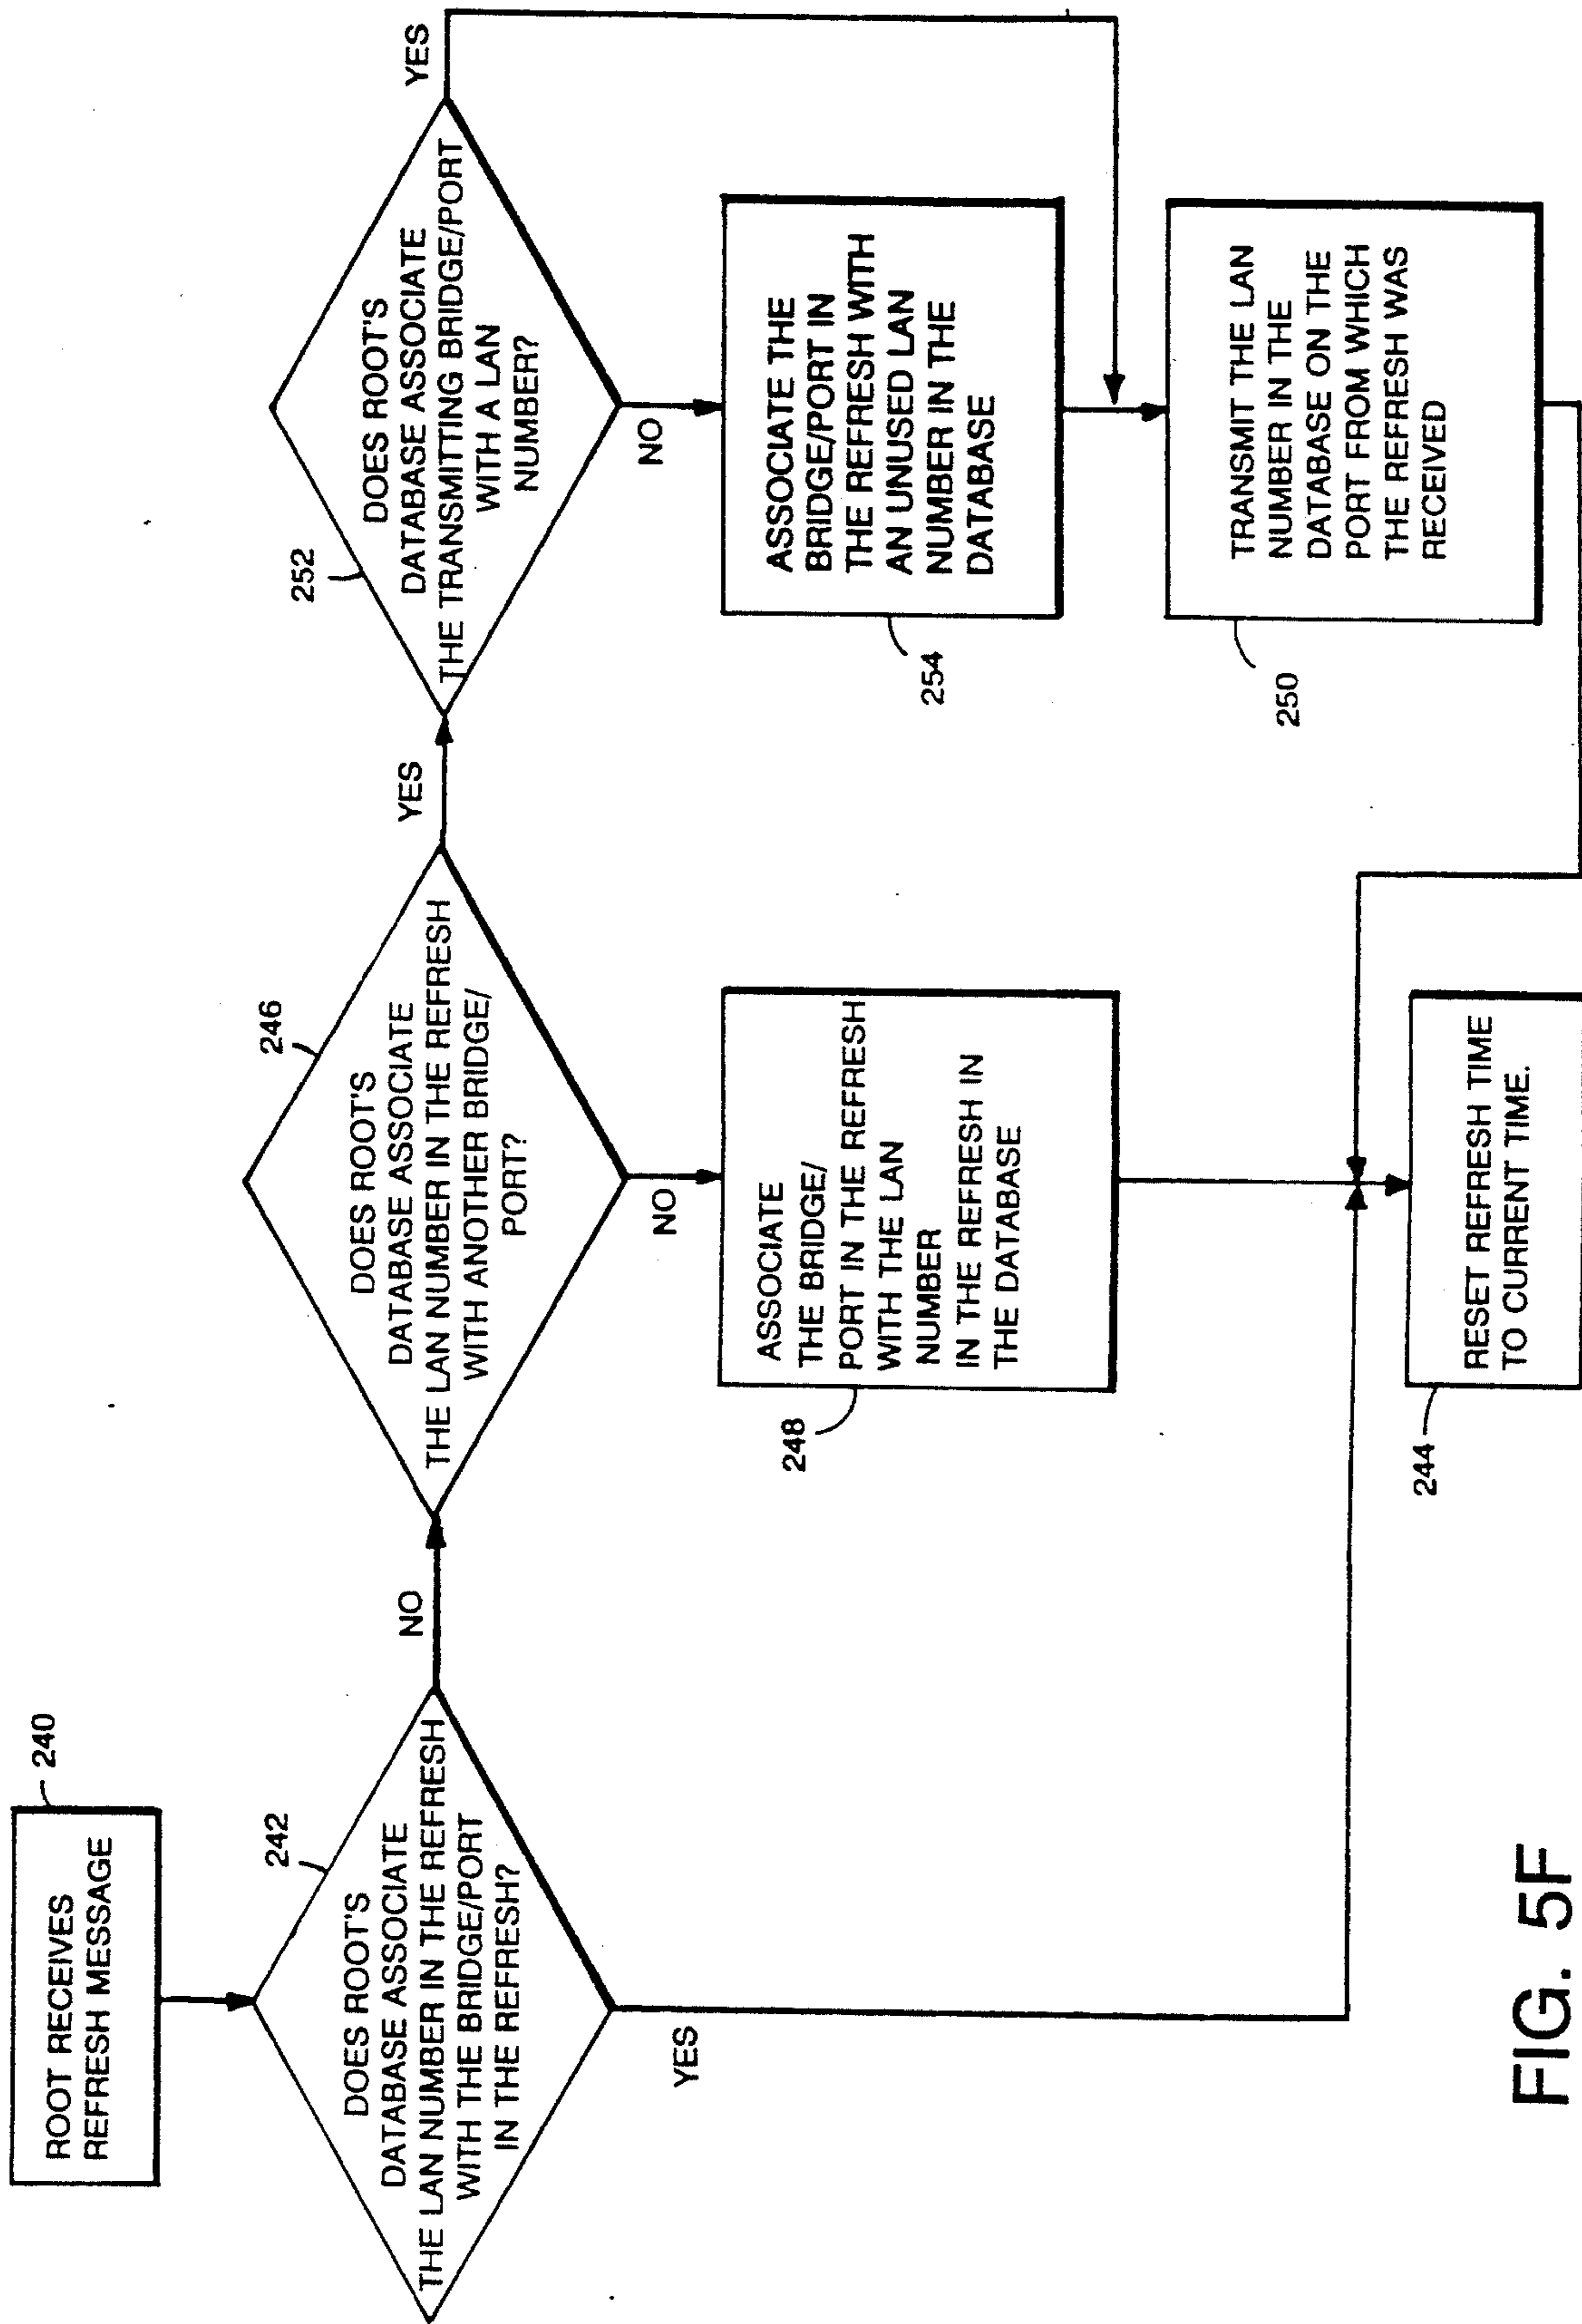 ROOT RECEIVES
REFRESH MESSAGE
240
DOES ROOT'S
DATABASE ASSOCIATE
THE LAN NUMBER IN THE REFRESH
WITH THE BRIDGE/PORT
IN THE REFRESH?
242
NO
YES
DOES ROOT'S
DATABASE ASSOCIATE
THE LAN NUMBER IN THE REFRESH
WITH ANOTHER BRIDGE/
PORT?
246
YES
NO
DOES ROOT'S
DATABASE ASSOCIATE
THE TRANSMITTING BRIDGE/PORT
WITH A LAN
NUMBER?
252
YES
NO
ASSOCIATE
THE BRIDGE/
PORT IN THE REFRESH
WITH THE LAN
NUMBER
IN THE REFRESH IN
THE DATABASE
248
ASSOCIATE THE
BRIDGE/PORT IN
THE REFRESH WITH
AN UNUSED LAN
NUMBER IN THE
DATABASE
254
TRANSMIT THE LAN
NUMBER IN THE
DATABASE ON THE
PORT FROM WHICH
THE REFRESH WAS
RECEIVED
250
RESET REFRESH TIME
TO CURRENT TIME.
244
FIG. 5F